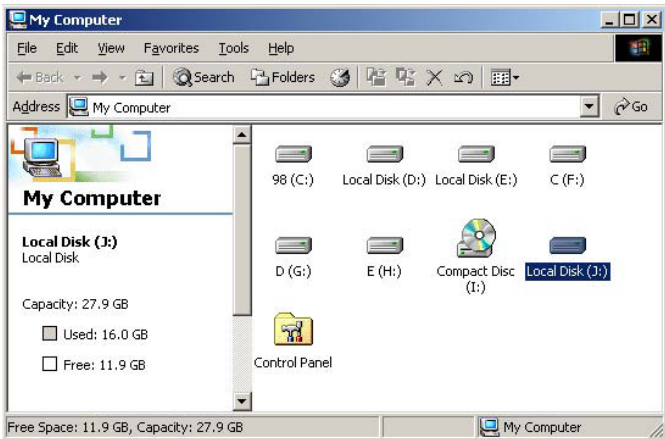 My Computer
File Edit View Favorites Tools Help
Back Search Folders
Address My Computer Go
My Computer
Local Disk (J:)
Local Disk
Capacity: 27.9 GB
Used: 16.0 GB
Free: 11.9 GB
98 (C:) Local Disk (D:) Local Disk (E:) C (F:)
D (G:) E (H:) Compact Disc Local Disk (J:)
(I:)
Control Panel
Free Space: 11.9 GB, Capacity: 27.9 GB My Computer